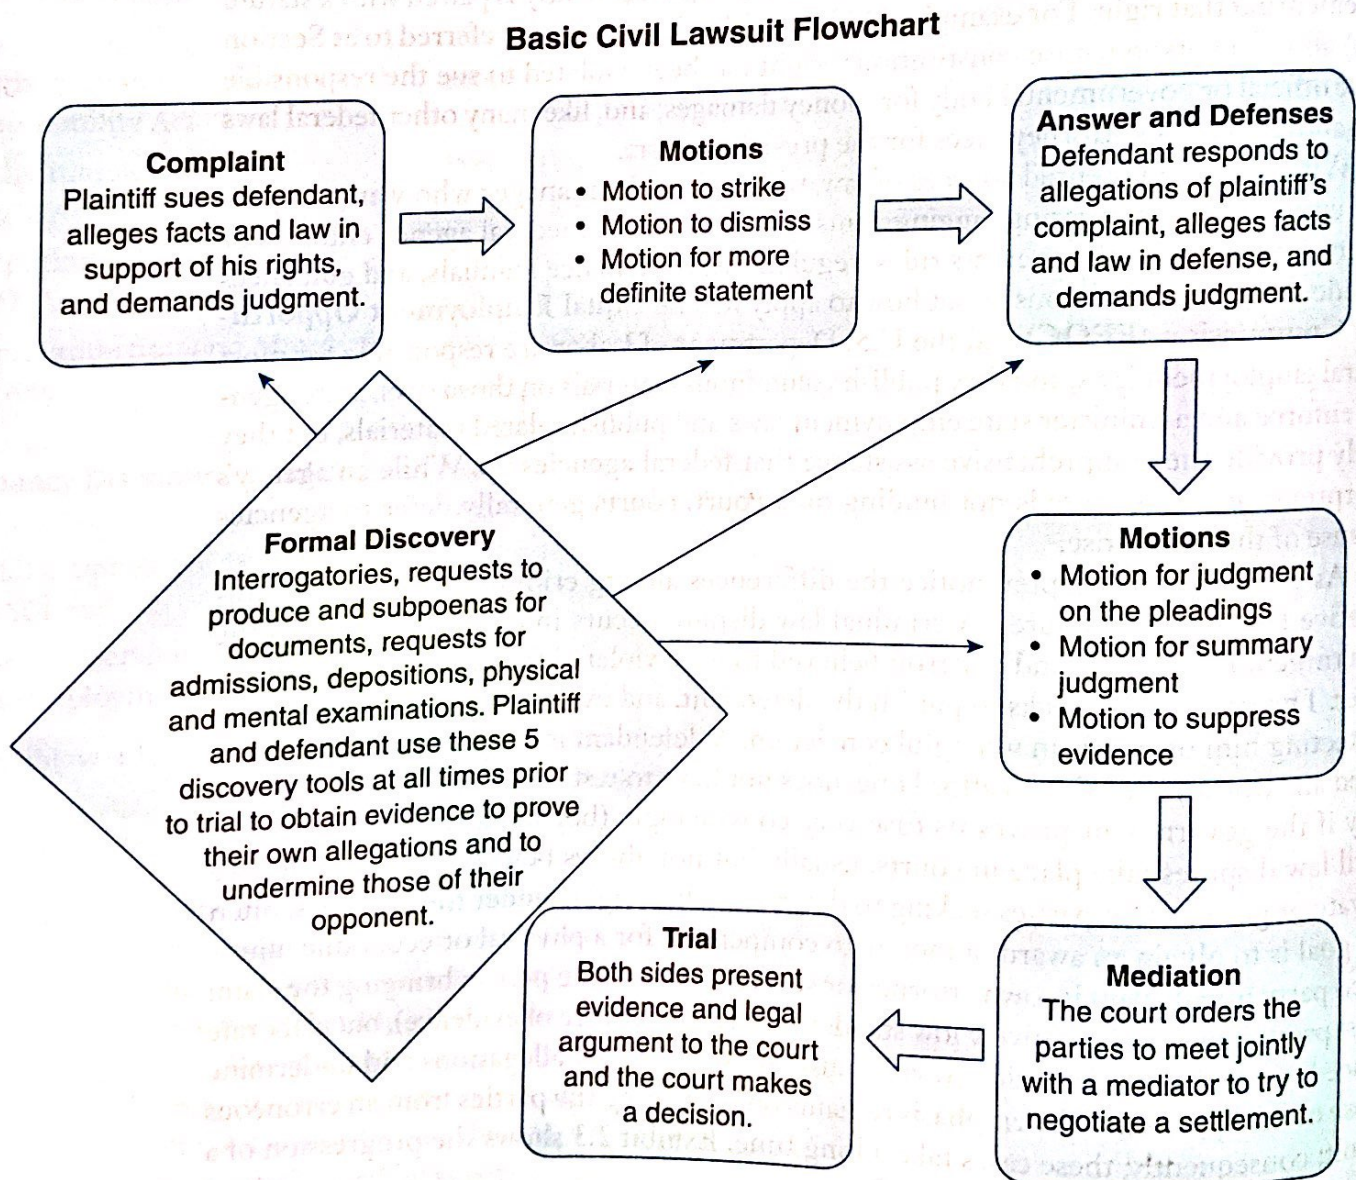 Basic Civil Lawsuit Flowchart
Complaint
Plaintiff sues defendant,
alleges facts and law in
support of his rights,
and demands judgment.
Motions
• Motion to strike
• Motion to dismiss
• Motion for more
definite statement
Answer and Defenses
Defendant responds to
allegations of plaintiff's
complaint, alleges facts
and law in defense, and
demands judgment.
Formal Discovery
Interrogatories, requests to
produce and subpoenas for
documents, requests for
admissions, depositions, physical
and mental examinations. Plaintiff
and defendant use these 5
discovery tools at all times prior
to trial to obtain evidence to prove
their own allegations and to
undermine those of their
opponent.
Motions
• Motion for judgment
on the pleadings
• Motion for summary
judgment
• Motion to suppress
evidence
Trial
Both sides present
evidence and legal
argument to the court
and the court makes
a decision.
Mediation
The court orders the
parties to meet jointly
with a mediator to try to
negotiate a settlement.